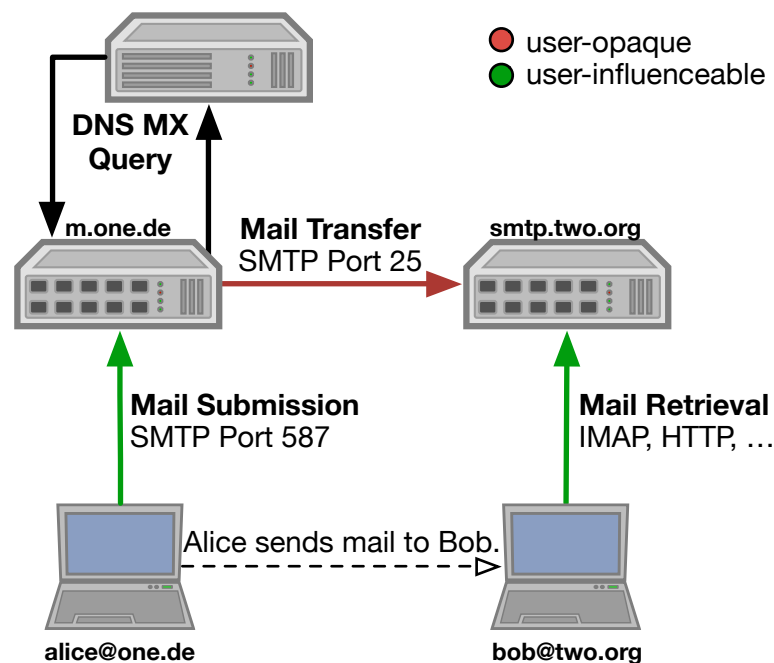 user-opaque
user-influenceable
DNS MX
Query
m.one.de
Mail Transfer
SMTP Port 25
smtp.two.org
Mail Submission
SMTP Port 587
Mail Retrieval
IMAP, HTTP, …
Alice sends mail to Bob.
alice@one.de
bob@two.org